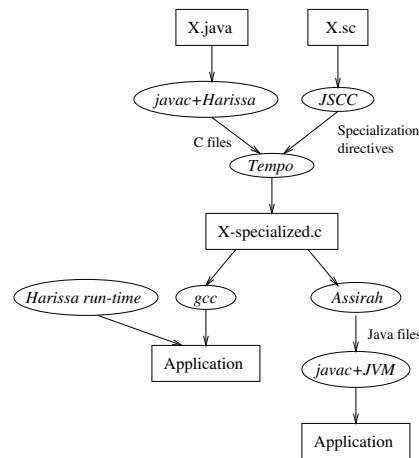 X.java
X.sc
javac+Harissa
JSCC
C files
Specialization
directives
Tempo
X-specialized.c
Harissa run-time
gcc
Assirah
Java files
Application
javac+JVM
Application